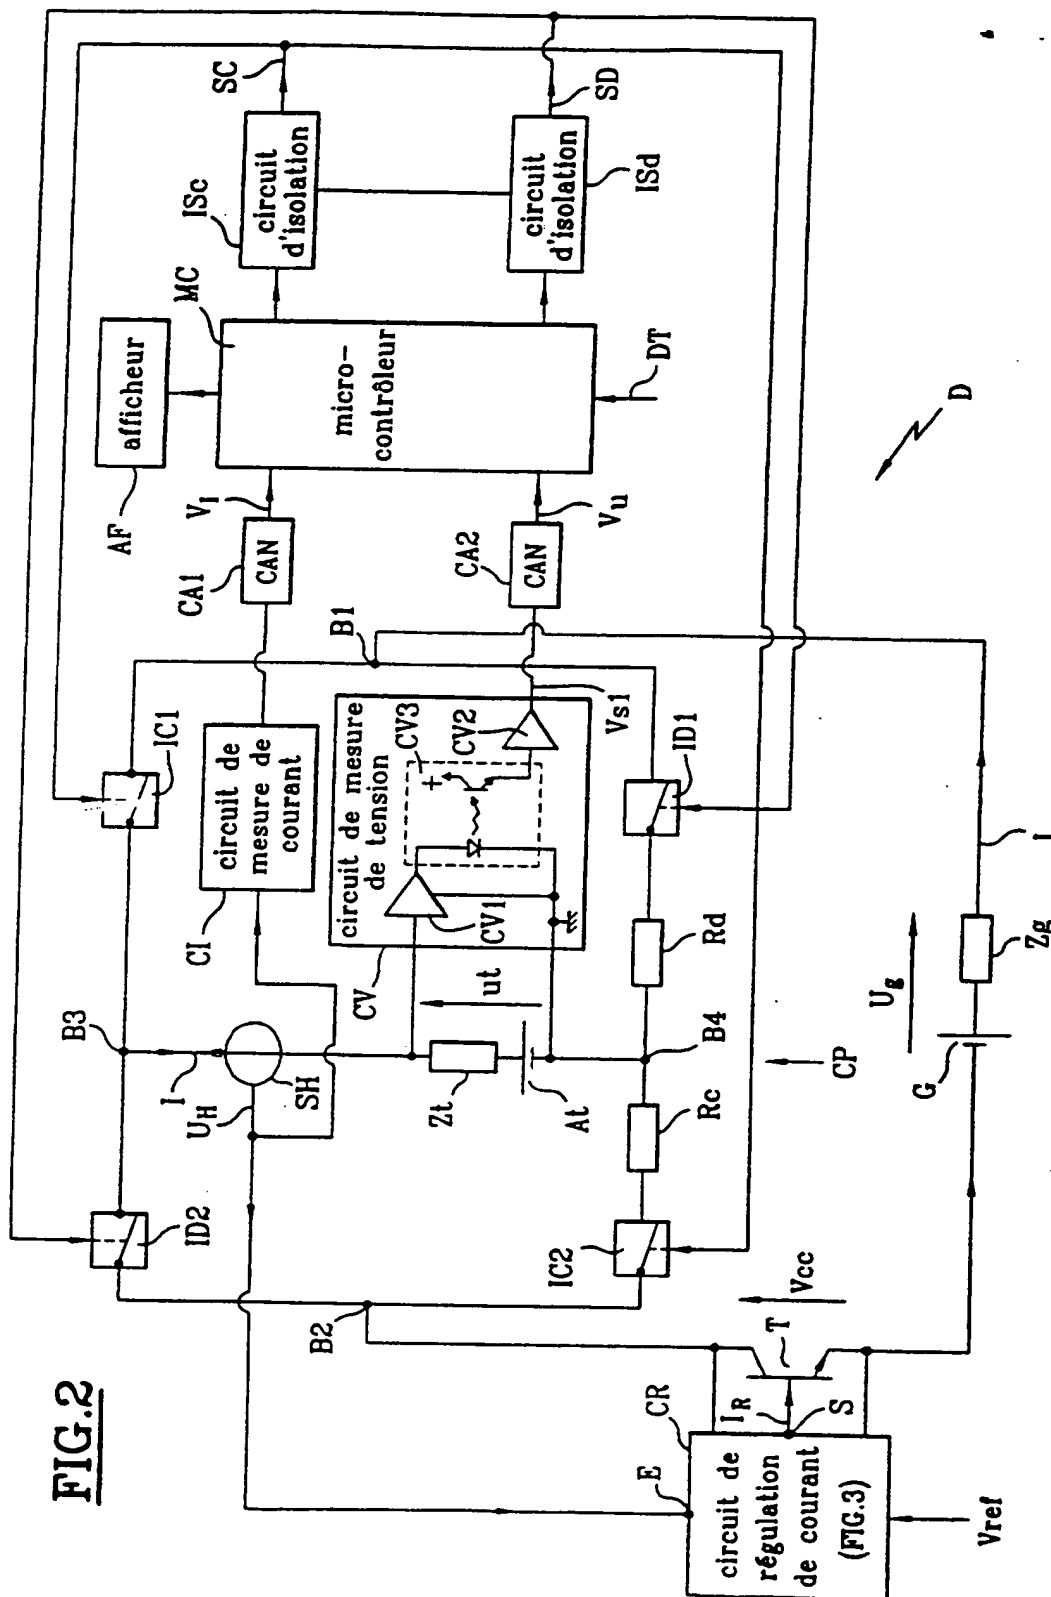 FIG.2
afficheur
AF
MC
micro-
contrôleur
DT
ISc
circuit
d'isolation
SC
circuit
d'isolation
ISd
SD
VI
Vu
CA1
CAN
CA2
CAN
B1
IC1
CI
circuit de
mesure de
courant
circuit de mesure
de tension
CV3
CV2
+
CV1
CV
Vs1
ID1
B3
I
UH
SH
ut
Zt
At
Rd
B4
Rc
CP
D
ID2
IC2
B2
Vcc
T
CR
IR
S
E
circuit de
régulation
de courant
(FIG.3)
Vref
Ug
G
Zg
I